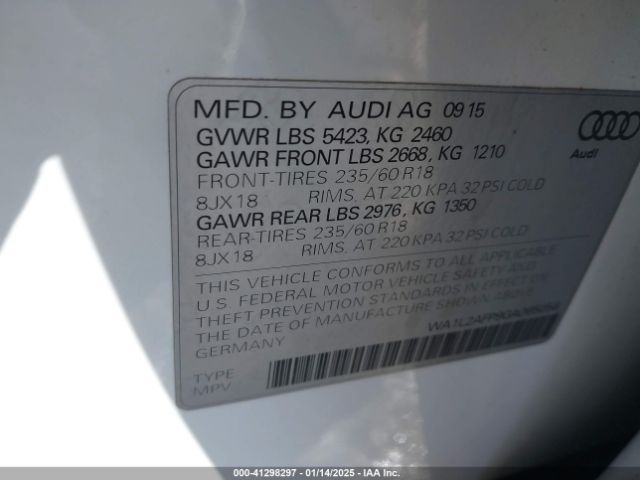 MFD. BY AUDI AG 09 15
GVWR LBS 5423, KG 2460
GAWR FRONT LBS 2668, KG 1210
FRONT-TIRES 235/60 R18
8JX18 RIMS. AT 220 KPA 32 PSI COLD
GAWR REAR LBS 2976, KG 1350
REAR-TIRES 235/60 R18
8JX18 RIMS. AT 220 KPA 32 PSI COLD
Audi
THIS VEHICLE CONFORMS TO ALL APPLICABLE
U.S. FEDERAL MOTOR VEHICLE SAFETY AND
THEFT PREVENTION STANDARDS IN EFFECT ON
THE DATE OF MANUFACTURE SHOWN ABOVE.
GERMANY
TYPE
MPV
000-41298297 - 01/14/2025 - IAA Inc.